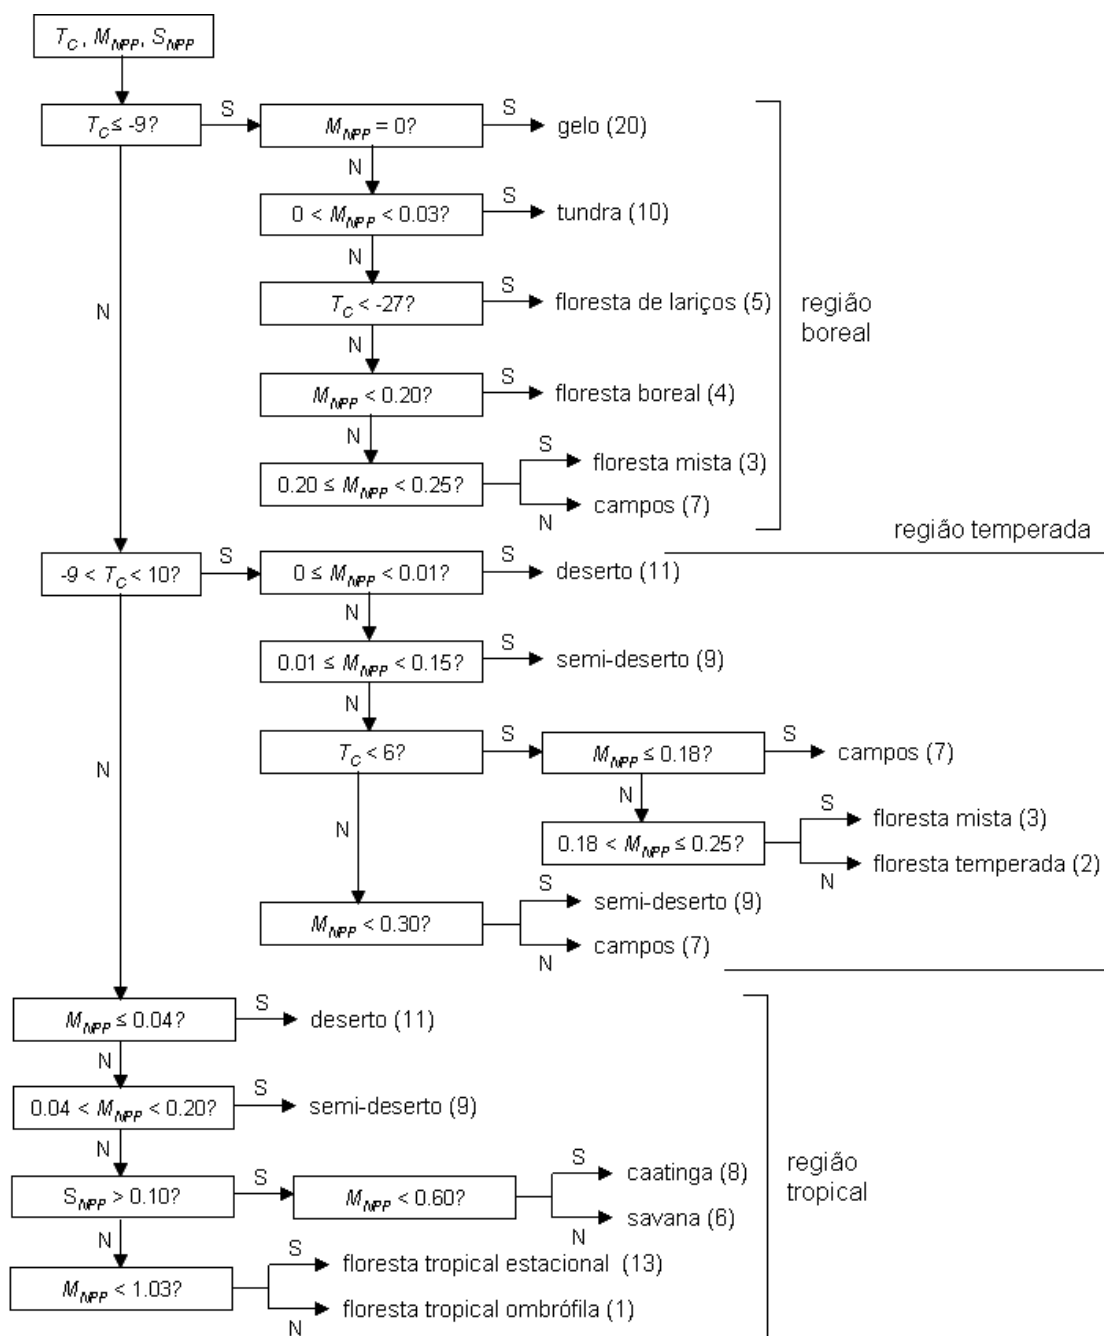 T_C, M_NPP, S_NPP
T_C ≤ -9?
S
M_NPP = 0?
S
gelo (20)
N
0 < M_NPP < 0.03?
S
tundra (10)
N
N
T_C < -27?
S
floresta de lariços (5)
região
boreal
N
M_NPP < 0.20?
S
floresta boreal (4)
N
0.20 ≤ M_NPP < 0.25?
S
floresta mista (3)
N
campos (7)
região temperada
-9 < T_C < 10?
S
0 ≤ M_NPP < 0.01?
S
deserto (11)
N
0.01 ≤ M_NPP < 0.15?
S
semi-deserto (9)
N
N
T_C < 6?
S
M_NPP ≤ 0.18?
S
campos (7)
N
N
0.18 < M_NPP ≤ 0.25?
S
floresta mista (3)
N
floresta temperada (2)
M_NPP < 0.30?
S
semi-deserto (9)
N
campos (7)
M_NPP ≤ 0.04?
S
deserto (11)
N
0.04 < M_NPP < 0.20?
S
semi-deserto (9)
N
região
tropical
S_NPP > 0.10?
S
M_NPP < 0.60?
S
caatinga (8)
N
savana (6)
N
M_NPP < 1.03?
S
floresta tropical estacional (13)
N
floresta tropical ombrófila (1)